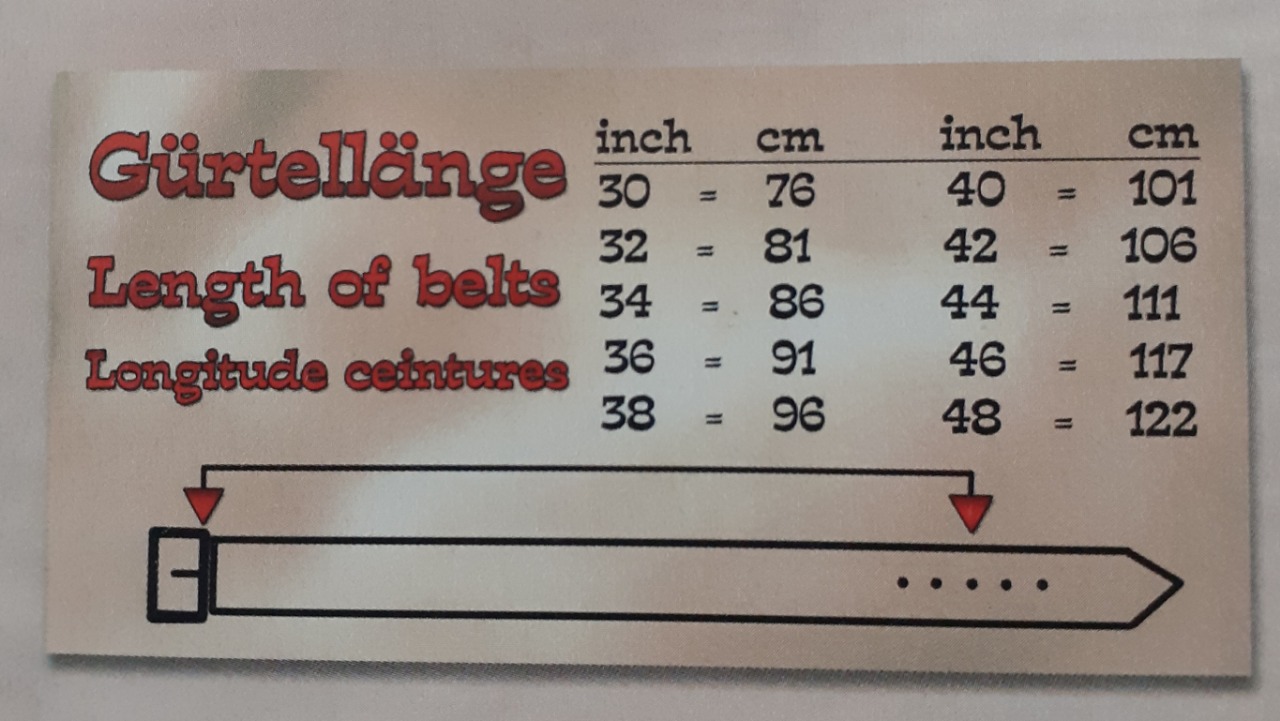 Gürtellänge
Length of belts
Longitude ceintures
inch cm inch cm
30 = 76 40 = 101
32 = 81 42 = 106
34 = 86 44 = 111
36 = 91 46 = 117
38 = 96 48 = 122